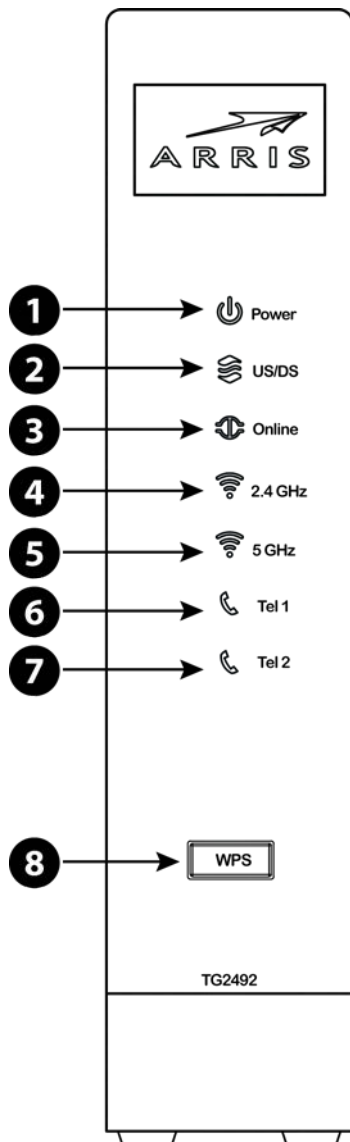 ARRIS
1 Power
2 US/DS
3 Online
4 2.4 GHz
5 5 GHz
6 Tel 1
7 Tel 2
8 WPS
TG2492